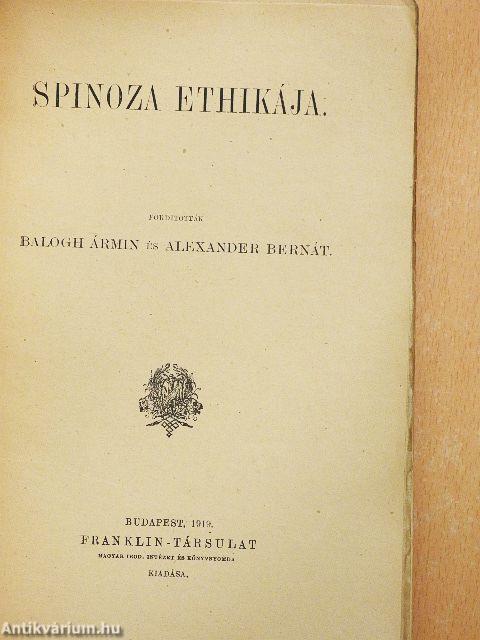 SPINOZA ETHIKÁJA.
FORDÍTOTTÁK
BALOGH ÁRMIN ÉS ALEXANDER BERNÁT.
BUDAPEST, 1919.
FRANKLIN-TÁRSULAT
MAGYAR IROD. INTÉZET ÉS KÖNYVNYOMDA
KIADÁSA.
Antikvárium.hu